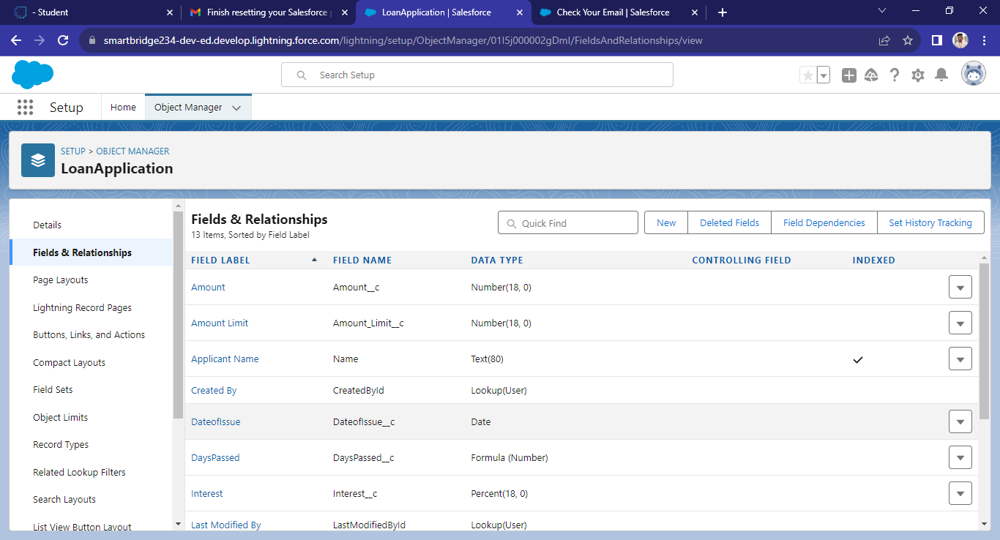 - Student
Finish resetting your Salesforce p
LoanApplication | Salesforce
Check Your Email | Salesforce
smartbridge234-dev-ed.develop.lightning.force.com/lightning/setup/ObjectManager/01I5j000002gDmI/FieldsAndRelationships/view
Search Setup
Setup
Home
Object Manager
SETUP > OBJECT MANAGER
LoanApplication
Details
Fields & Relationships
Page Layouts
Lightning Record Pages
Buttons, Links, and Actions
Compact Layouts
Field Sets
Object Limits
Record Types
Related Lookup Filters
Search Layouts
List View Button Layout
Fields & Relationships
13 Items, Sorted by Field Label
Quick Find
New
Deleted Fields
Field Dependencies
Set History Tracking
FIELD LABEL FIELD NAME DATA TYPE CONTROLLING FIELD INDEXED
Amount Amount__c Number(18, 0)
Amount Limit Amount_Limit__c Number(18, 0)
Applicant Name Name Text(80)
Created By CreatedById Lookup(User)
DateofIssue DateofIssue__c Date
DaysPassed DaysPassed__c Formula (Number)
Interest Interest__c Percent(18, 0)
Last Modified By LastModifiedById Lookup(User)